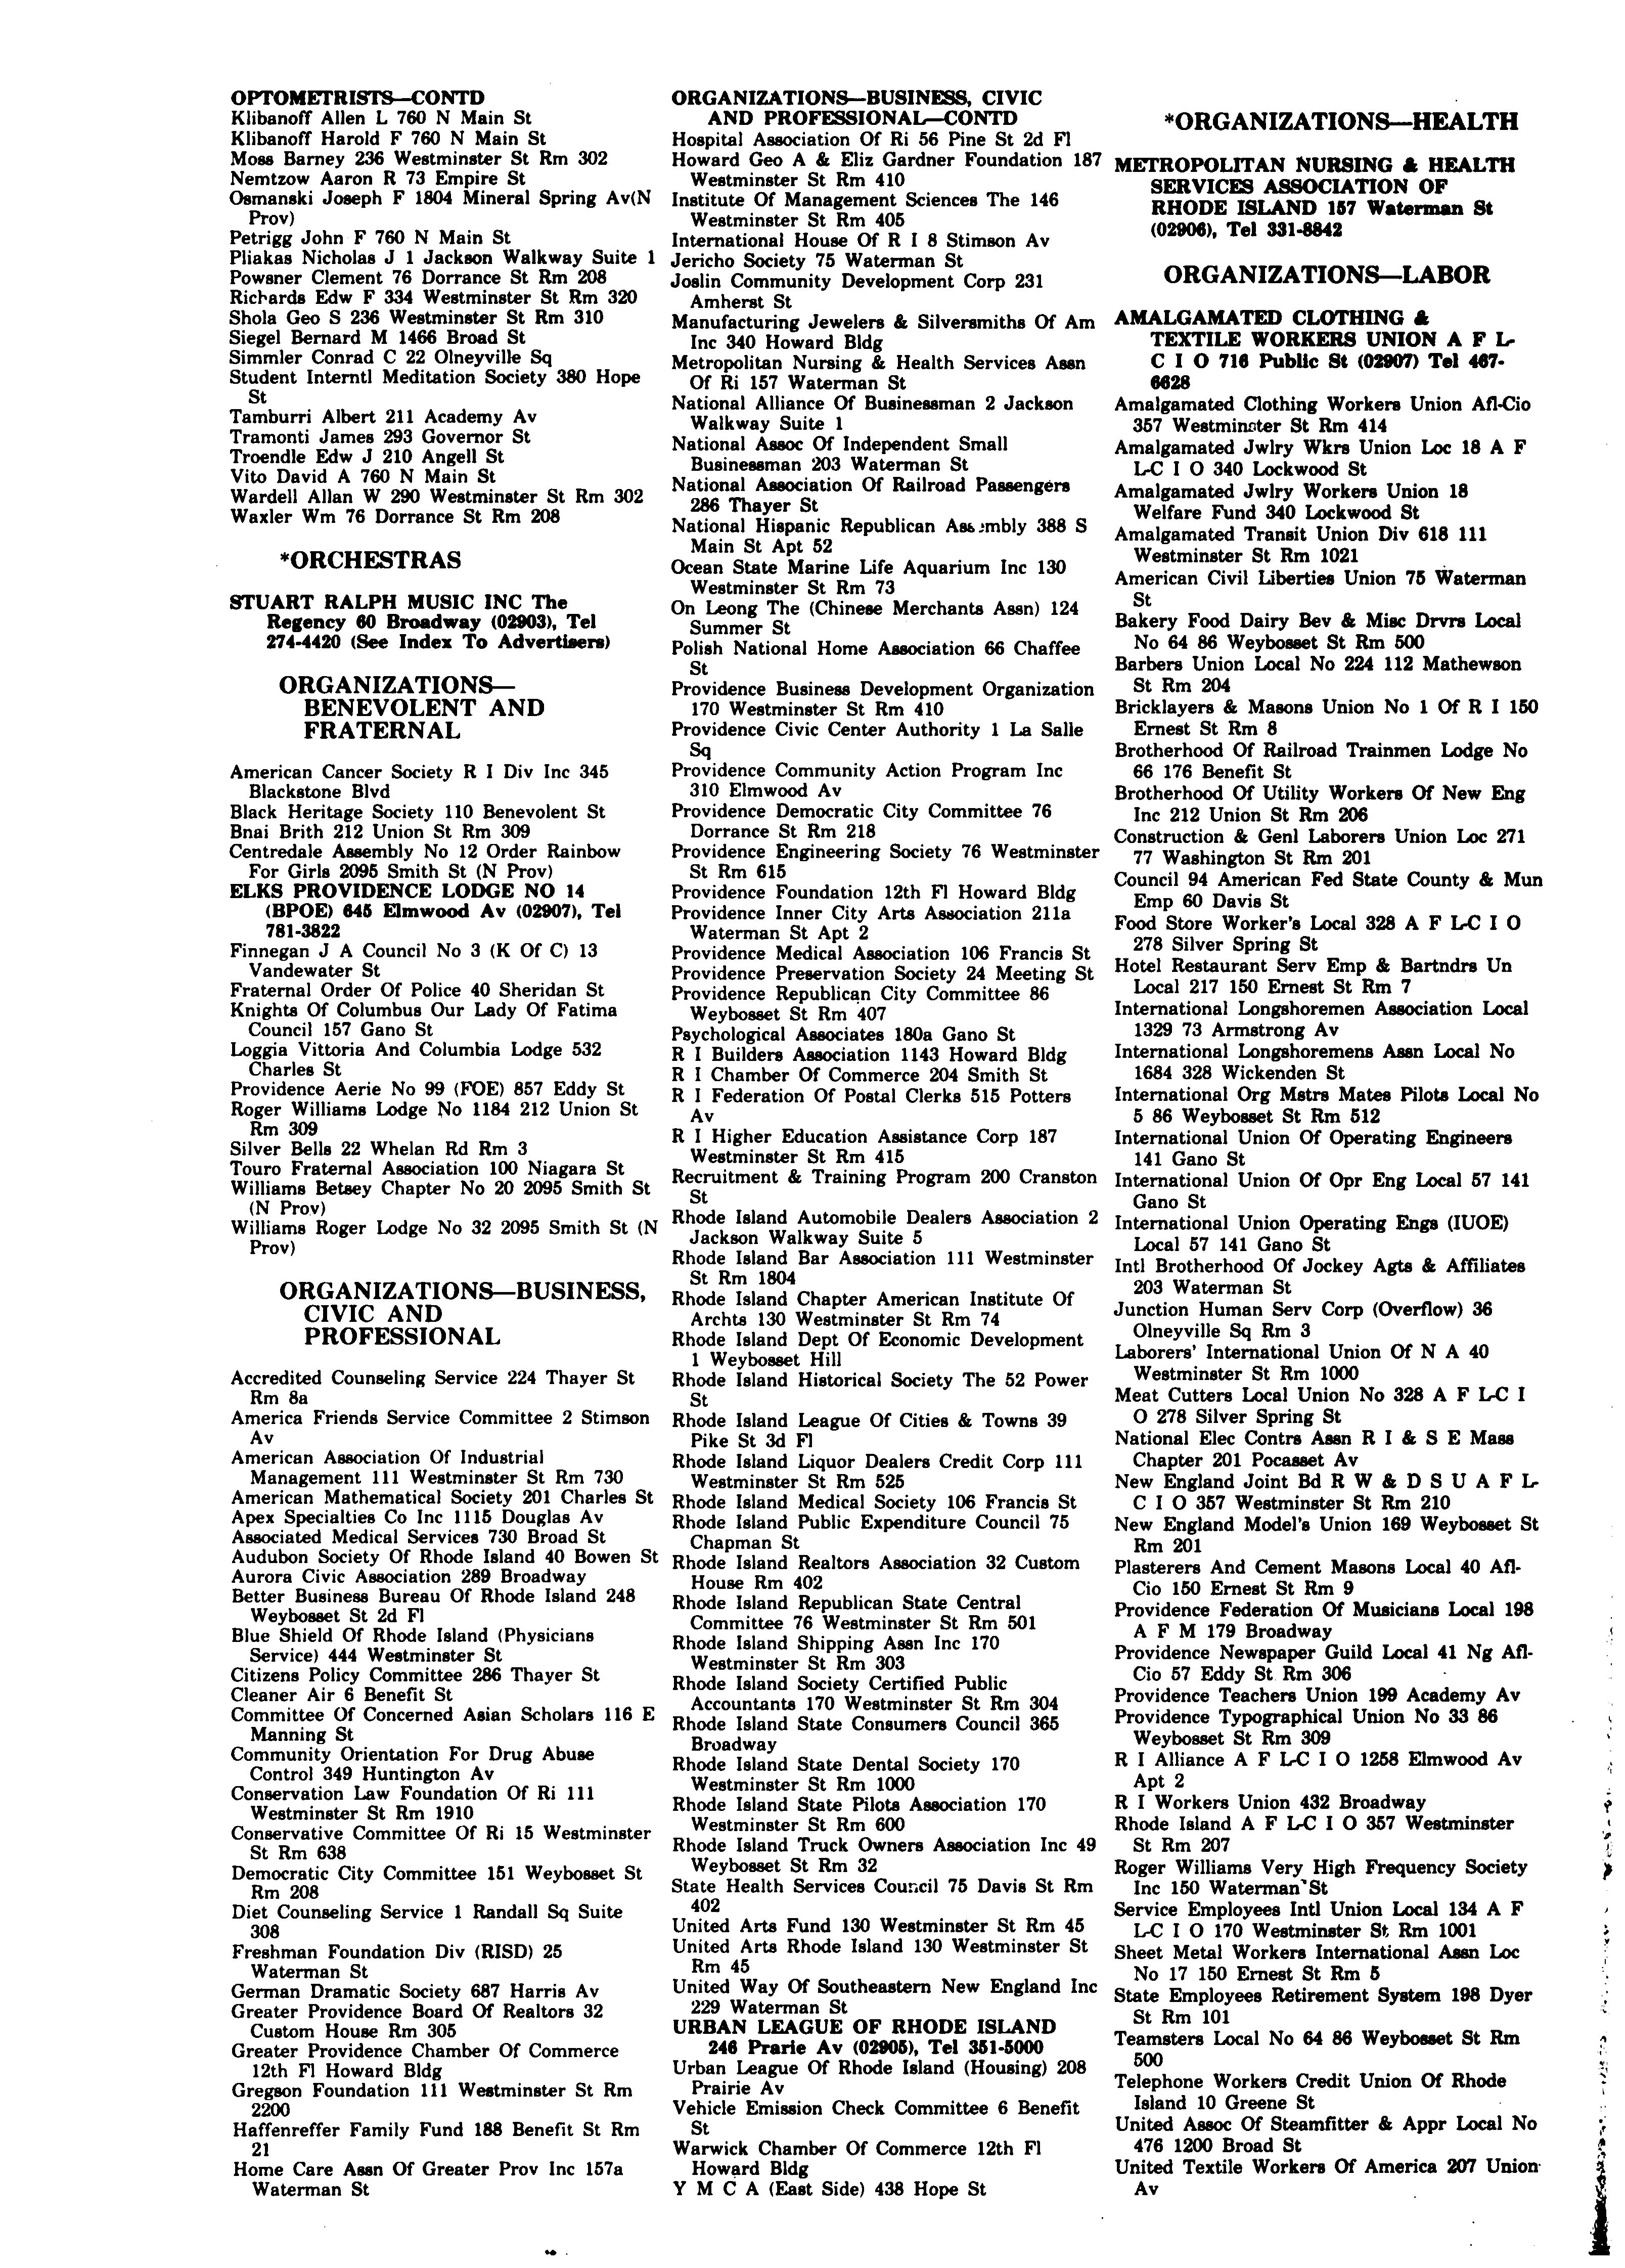 OPTOMETRISTS—CONTD
Klibanoff Allen L 760 N Main St
Klibanoff Harold F 760 N Main St
Moss Barney 236 Westminster St Rm 302
Nemtzow Aaron R 73 Empire St
Osmanski Joseph F 1804 Mineral Spring Av(N
Prov)
Petrigg John F 760 N Main St
Pliakas Nicholas J 1 Jackson Walkway Suite 1
Powsner Clement 76 Dorrance St Rm 208
Richards Edw F 334 Westminster St Rm 320
Shola Geo S 236 Westminster St Rm 310
Siegel Bernard M 1466 Broad St
Simmler Conrad C 22 Olneyville Sq
Student Interntl Meditation Society 380 Hope
St
Tamburri Albert 211 Academy Av
Tramonti James 293 Governor St
Troendle Edw J 210 Angell St
Vito David A 760 N Main St
Wardell Allan W 290 Westminster St Rm 302
Waxler Wm 76 Dorrance St Rm 208
*ORCHESTRAS
STUART RALPH MUSIC INC The
Regency 60 Broadway (02903), Tel
274-4420 (See Index To Advertisers)
ORGANIZATIONS—
BENEVOLENT AND
FRATERNAL
American Cancer Society R I Div Inc 345
Blackstone Blvd
Black Heritage Society 110 Benevolent St
Bnai Brith 212 Union St Rm 309
Centredale Assembly No 12 Order Rainbow
For Girls 2095 Smith St (N Prov)
ELKS PROVIDENCE LODGE NO 14
(BPOE) 645 Elmwood Av (02907), Tel
781-3822
Finnegan J A Council No 3 (K Of C) 13
Vandewater St
Fraternal Order Of Police 40 Sheridan St
Knights Of Columbus Our Lady Of Fatima
Council 157 Gano St
Loggia Vittoria And Columbia Lodge 532
Charles St
Providence Aerie No 99 (FOE) 857 Eddy St
Roger Williams Lodge No 1184 212 Union St
Rm 309
Silver Bells 22 Whelan Rd Rm 3
Touro Fraternal Association 100 Niagara St
Williams Betsey Chapter No 20 2095 Smith St
(N Prov)
Williams Roger Lodge No 32 2095 Smith St (N
Prov)
ORGANIZATIONS—BUSINESS,
CIVIC AND
PROFESSIONAL
Accredited Counseling Service 224 Thayer St
Rm 8a
America Friends Service Committee 2 Stimson
Av
American Association Of Industrial
Management 111 Westminster St Rm 730
American Mathematical Society 201 Charles St
Apex Specialties Co Inc 1115 Douglas Av
Associated Medical Services 730 Broad St
Audubon Society Of Rhode Island 40 Bowen St
Aurora Civic Association 289 Broadway
Better Business Bureau Of Rhode Island 248
Weybosset St 2d Fl
Blue Shield Of Rhode Island (Physicians
Service) 444 Westminster St
Citizens Policy Committee 286 Thayer St
Cleaner Air 6 Benefit St
Committee Of Concerned Asian Scholars 116 E
Manning St
Community Orientation For Drug Abuse
Control 349 Huntington Av
Conservation Law Foundation Of Ri 111
Westminster St Rm 1910
Conservative Committee Of Ri 15 Westminster
St Rm 638
Democratic City Committee 151 Weybosset St
Rm 208
Diet Counseling Service 1 Randall Sq Suite
308
Freshman Foundation Div (RISD) 25
Waterman St
German Dramatic Society 687 Harris Av
Greater Providence Board Of Realtors 32
Custom House Rm 305
Greater Providence Chamber Of Commerce
12th Fl Howard Bldg
Gregson Foundation 111 Westminster St Rm
2200
Haffenreffer Family Fund 188 Benefit St Rm
21
Home Care Assn Of Greater Prov Inc 157a
Waterman St
ORGANIZATIONS—BUSINESS, CIVIC
AND PROFESSIONAL—CONTD
Hospital Association Of Ri 56 Pine St 2d Fl
Howard Geo A & Eliz Gardner Foundation 187
Westminster St Rm 410
Institute Of Management Sciences The 146
Westminster St Rm 405
International House Of R I 8 Stimson Av
Jericho Society 75 Waterman St
Joslin Community Development Corp 231
Amherst St
Manufacturing Jewelers & Silversmiths Of Am
Inc 340 Howard Bldg
Metropolitan Nursing & Health Services Assn
Of Ri 157 Waterman St
National Alliance Of Businessman 2 Jackson
Walkway Suite 1
National Assoc Of Independent Small
Businessman 203 Waterman St
National Association Of Railroad Passengers
286 Thayer St
National Hispanic Republican Assembly 388 S
Main St Apt 52
Ocean State Marine Life Aquarium Inc 130
Westminster St Rm 73
On Leong The (Chinese Merchants Assn) 124
Summer St
Polish National Home Association 66 Chaffee
St
Providence Business Development Organization
170 Westminster St Rm 410
Providence Civic Center Authority 1 La Salle
Sq
Providence Community Action Program Inc
310 Elmwood Av
Providence Democratic City Committee 76
Dorrance St Rm 218
Providence Engineering Society 76 Westminster
St Rm 615
Providence Foundation 12th Fl Howard Bldg
Providence Inner City Arts Association 211a
Waterman St Apt 2
Providence Medical Association 106 Francis St
Providence Preservation Society 24 Meeting St
Providence Republican City Committee 86
Weybosset St Rm 407
Psychological Associates 180a Gano St
R I Builders Association 1143 Howard Bldg
R I Chamber Of Commerce 204 Smith St
R I Federation Of Postal Clerks 515 Potters
Av
R I Higher Education Assistance Corp 187
Westminster St Rm 415
Recruitment & Training Program 200 Cranston
St
Rhode Island Automobile Dealers Association 2
Jackson Walkway Suite 5
Rhode Island Bar Association 111 Westminster
St Rm 1804
Rhode Island Chapter American Institute Of
Archts 130 Westminster St Rm 74
Rhode Island Dept Of Economic Development
1 Weybosset Hill
Rhode Island Historical Society The 52 Power
St
Rhode Island League Of Cities & Towns 39
Pike St 3d Fl
Rhode Island Liquor Dealers Credit Corp 111
Westminster St Rm 525
Rhode Island Medical Society 106 Francis St
Rhode Island Public Expenditure Council 75
Chapman St
Rhode Island Realtors Association 32 Custom
House Rm 402
Rhode Island Republican State Central
Committee 76 Westminster St Rm 501
Rhode Island Shipping Assn Inc 170
Westminster St Rm 303
Rhode Island Society Certified Public
Accountants 170 Westminster St Rm 304
Rhode Island State Consumers Council 365
Broadway
Rhode Island State Dental Society 170
Westminster St Rm 1000
Rhode Island State Pilots Association 170
Westminster St Rm 600
Rhode Island Truck Owners Association Inc 49
Weybosset St Rm 32
State Health Services Council 75 Davis St Rm
402
United Arts Fund 130 Westminster St Rm 45
United Arts Rhode Island 130 Westminster St
Rm 45
United Way Of Southeastern New England Inc
229 Waterman St
URBAN LEAGUE OF RHODE ISLAND
246 Prarie Av (02905), Tel 351-5000
Urban League Of Rhode Island (Housing) 208
Prairie Av
Vehicle Emission Check Committee 6 Benefit
St
Warwick Chamber Of Commerce 12th Fl
Howard Bldg
Y M C A (East Side) 438 Hope St
*ORGANIZATIONS—HEALTH
METROPOLITAN NURSING & HEALTH
SERVICES ASSOCIATION OF
RHODE ISLAND 157 Waterman St
(02906), Tel 331-8842
ORGANIZATIONS—LABOR
AMALGAMATED CLOTHING &
TEXTILE WORKERS UNION A F L-
C I O 716 Public St (02907) Tel 467-
6628
Amalgamated Clothing Workers Union Afl-Cio
357 Westminster St Rm 414
Amalgamated Jwlry Wkrs Union Loc 18 A F
L-C I O 340 Lockwood St
Amalgamated Jwlry Workers Union 18
Welfare Fund 340 Lockwood St
Amalgamated Transit Union Div 618 111
Westminster St Rm 1021
American Civil Liberties Union 75 Waterman
St
Bakery Food Dairy Bev & Misc Drvrs Local
No 64 86 Weybosset St Rm 500
Barbers Union Local No 224 112 Mathewson
St Rm 204
Bricklayers & Masons Union No 1 Of R I 150
Ernest St Rm 8
Brotherhood Of Railroad Trainmen Lodge No
66 176 Benefit St
Brotherhood Of Utility Workers Of New Eng
Inc 212 Union St Rm 206
Construction & Genl Laborers Union Loc 271
77 Washington St Rm 201
Council 94 American Fed State County & Mun
Emp 60 Davis St
Food Store Worker's Local 328 A F L-C I O
278 Silver Spring St
Hotel Restaurant Serv Emp & Bartndrs Un
Local 217 150 Ernest St Rm 7
International Longshoremen Association Local
1329 73 Armstrong Av
International Longshoremens Assn Local No
1684 328 Wickenden St
International Org Mstrs Mates Pilots Local No
5 86 Weybosset St Rm 512
International Union Of Operating Engineers
141 Gano St
International Union Of Opr Eng Local 57 141
Gano St
International Union Operating Engs (IUOE)
Local 57 141 Gano St
Intl Brotherhood Of Jockey Agts & Affiliates
203 Waterman St
Junction Human Serv Corp (Overflow) 36
Olneyville Sq Rm 3
Laborers' International Union Of N A 40
Westminster St Rm 1000
Meat Cutters Local Union No 328 A F L-C I
O 278 Silver Spring St
National Elec Contrs Assn R I & S E Mass
Chapter 201 Pocasset Av
New England Joint Bd R W & D S U A F L-
C I O 357 Westminster St Rm 210
New England Model's Union 169 Weybosset St
Rm 201
Plasterers And Cement Masons Local 40 Afl-
Cio 150 Ernest St Rm 9
Providence Federation Of Musicians Local 198
A F M 179 Broadway
Providence Newspaper Guild Local 41 Ng Afl-
Cio 57 Eddy St Rm 306
Providence Teachers Union 199 Academy Av
Providence Typographical Union No 33 86
Weybosset St Rm 309
R I Alliance A F L-C I O 1258 Elmwood Av
Apt 2
R I Workers Union 432 Broadway
Rhode Island A F L-C I O 357 Westminster
St Rm 207
Roger Williams Very High Frequency Society
Inc 150 Waterman St
Service Employees Intl Union Local 134 A F
L-C I O 170 Westminster St Rm 1001
Sheet Metal Workers International Assn Loc
No 17 150 Ernest St Rm 5
State Employees Retirement System 198 Dyer
St Rm 101
Teamsters Local No 64 86 Weybosset St Rm
500
Telephone Workers Credit Union Of Rhode
Island 10 Greene St
United Assoc Of Steamfitter & Appr Local No
476 1200 Broad St
United Textile Workers Of America 207 Union
Av